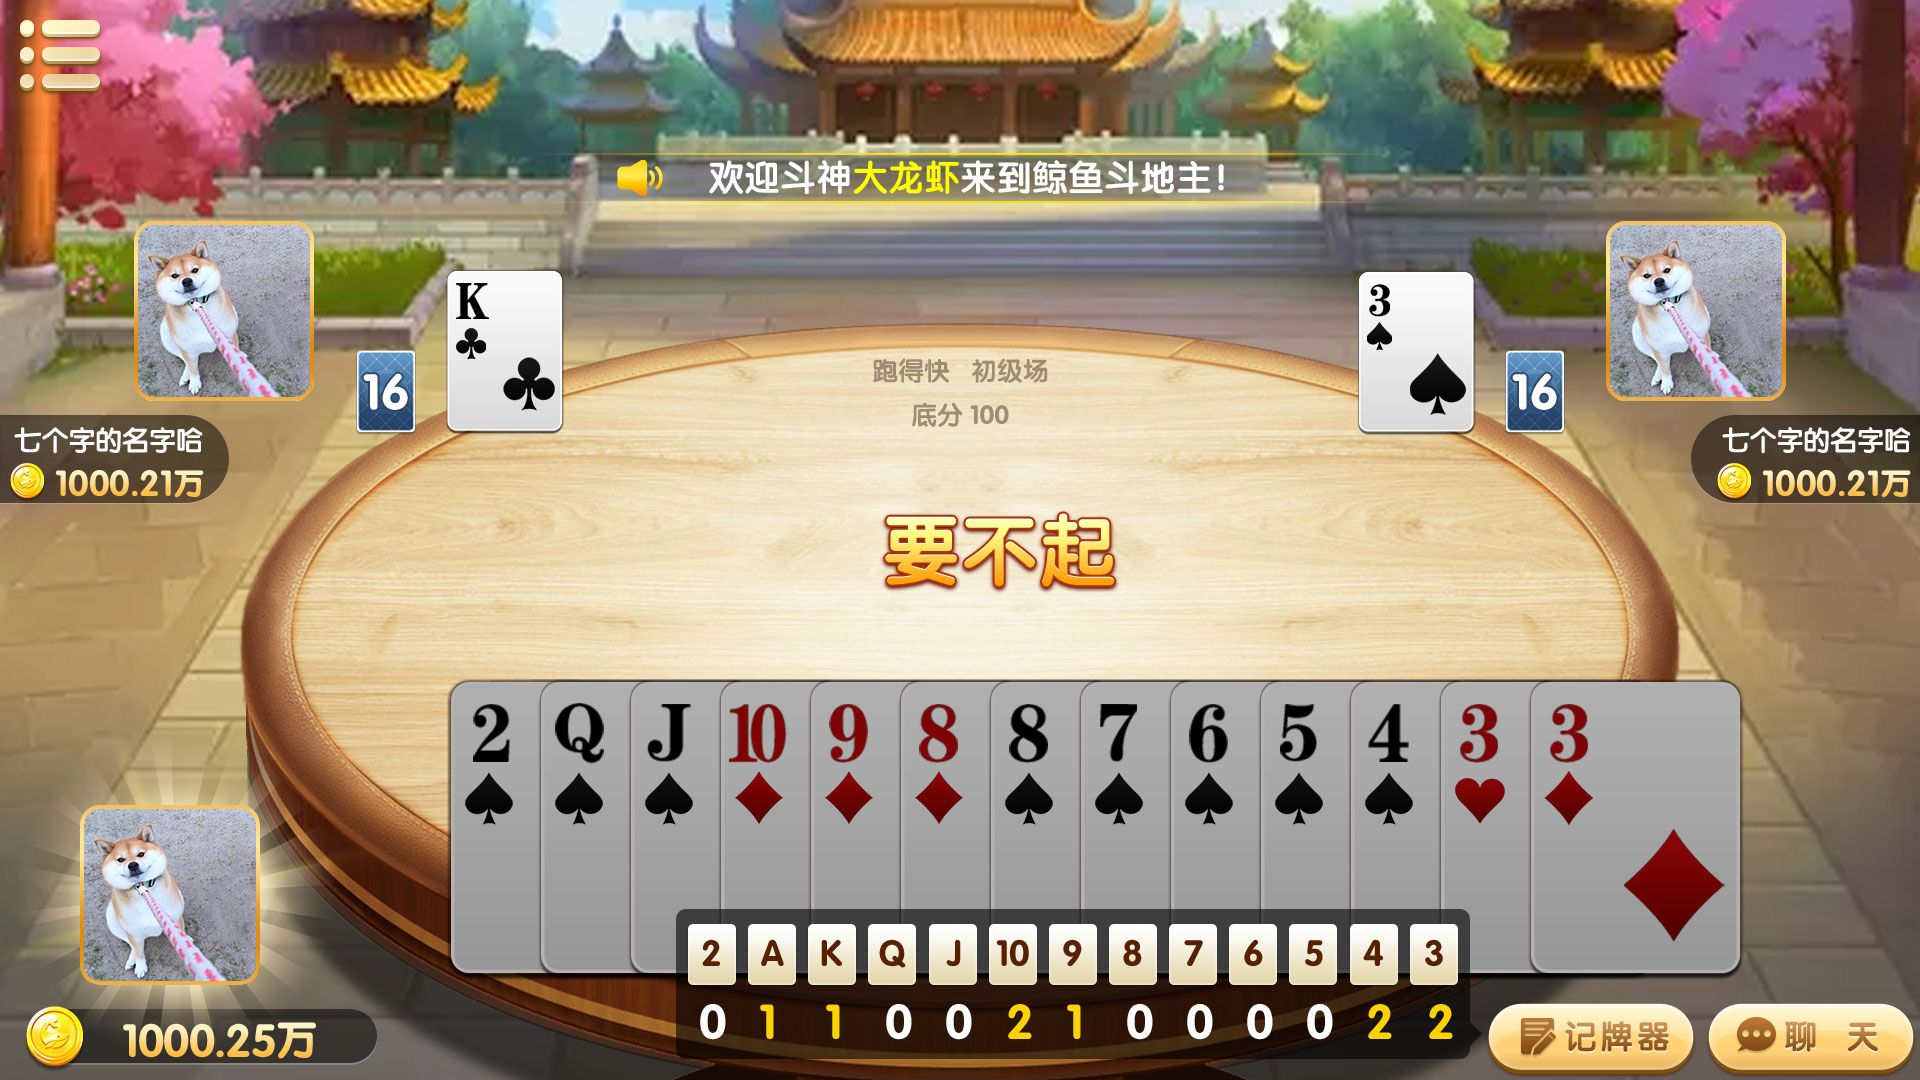 欢迎斗神大龙虾来到鲸鱼斗地主!
K
3
16
16
跑得快 初级场
底分 100
七个字的名字哈
1000.21万
七个字的名字哈
1000.21万
要不起
2 Q J 10 9 8 8 7 6 5 4 3 3
2 A K Q J 10 9 8 7 6 5 4 3
0 1 1 0 0 2 1 0 0 0 0 2 2
1000.25万
记牌器
聊 天